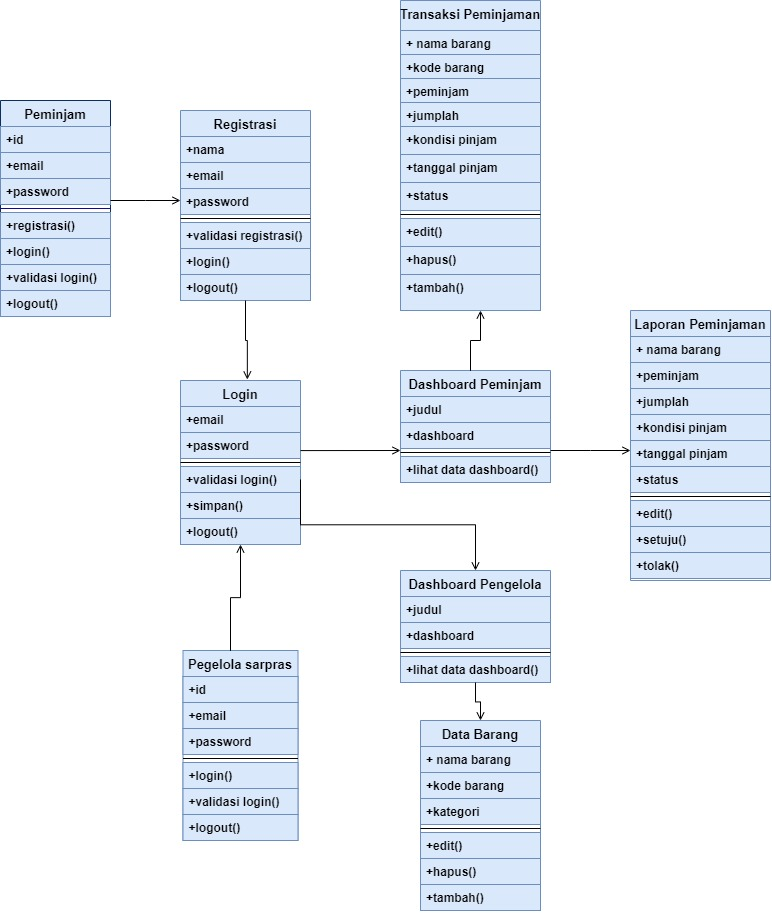 Transaksi Peminjaman
+ nama barang
+kode barang
+peminjam
+jumplah
+kondisi pinjam
+tanggal pinjam
+status
+edit()
+hapus()
+tambah()
Peminjam
+id
+email
+password
+registrasi()
+login()
+validasi login()
+logout()
Registrasi
+nama
+email
+password
+validasi registrasi()
+login()
+logout()
Login
+email
+password
+validasi login()
+simpan()
+logout()
Dashboard Peminjam
+judul
+dashboard
+lihat data dashboard()
Laporan Peminjaman
+ nama barang
+peminjam
+jumplah
+kondisi pinjam
+tanggal pinjam
+status
+edit()
+setuju()
+tolak()
Dashboard Pengelola
+judul
+dashboard
+lihat data dashboard()
Pegelola sarpras
+id
+email
+password
+login()
+validasi login()
+logout()
Data Barang
+ nama barang
+kode barang
+kategori
+edit()
+hapus()
+tambah()